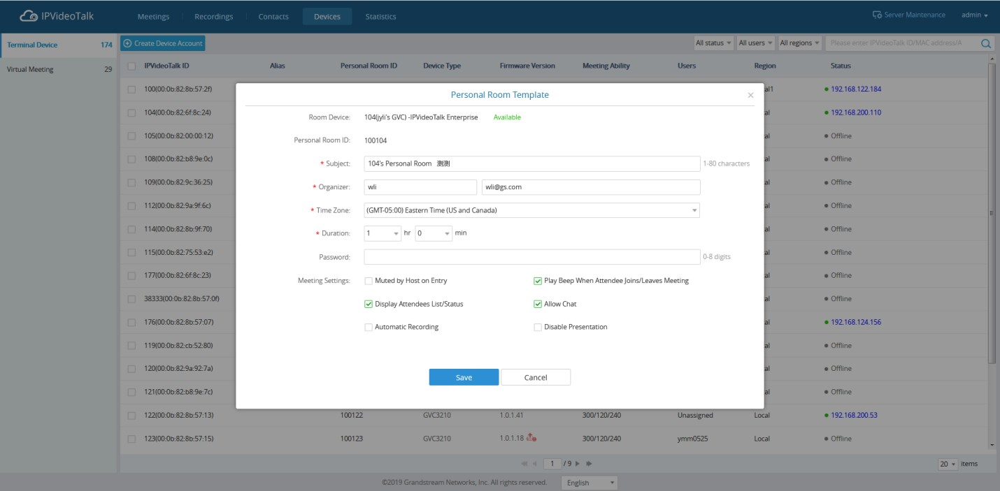 IPVideoTalk Meetings Recordings Contacts Devices Statistics Server Maintenance admin
Terminal Device 174 Create Device Account All status All users All regions Please enter IPVideoTalk ID/MAC address/A
Virtual Meeting 29
IPVideoTalk ID Alias Personal Room ID Device Type Firmware Version Meeting Ability Users Region Status
100(00:0b:82:8b:57:2f) al1 192.168.122.184
Personal Room Template
104(00:0b:82:6f:8c:24) al 192.168.200.110
Room Device: 104(jyli's GVC) -IPVideoTalk Enterprise Available
105(00:0b:82:00:00:12) al Offline
Personal Room ID: 100104
108(00:0b:82:b8:9e:0c) al Offline
* Subject: 104's Personal Room 测测 1-80 characters
109(00:0b:82:9c:36:25) al Offline
* Organizer: wli wli@gs.com
112(00:0b:82:9a:9f:6c) al Offline
* Time Zone: (GMT-05:00) Eastern Time (US and Canada)
114(00:0b:82:8b:9f:70) al Offline
* Duration: 1 hr 0 min
115(00:0b:82:75:53:e2) al Offline
Password: 0-8 digits
177(00:0b:82:6f:8c:23) al Offline
Meeting Settings: Muted by Host on Entry Play Beep When Attendee Joins/Leaves Meeting
38333(00:0b:82:8b:57:0f) al Offline
Display Attendees List/Status Allow Chat
176(00:0b:82:8b:57:07) al 192.168.124.156
Automatic Recording Disable Presentation
119(00:0b:82:cb:52:80) al Offline
120(00:0b:82:9a:92:7a) al Offline
Save Cancel
121(00:0b:82:b8:9e:7c) al Offline
122(00:0b:82:8b:57:13) 100122 GVC3210 1.0.1.41 300/120/240 Unassigned Local 192.168.200.53
123(00:0b:82:8b:57:15) 100123 GVC3210 1.0.1.18 300/120/240 ymm0525 Local Offline
1 / 9 20 items
©2019 Grandstream Networks, Inc. All rights reserved. English